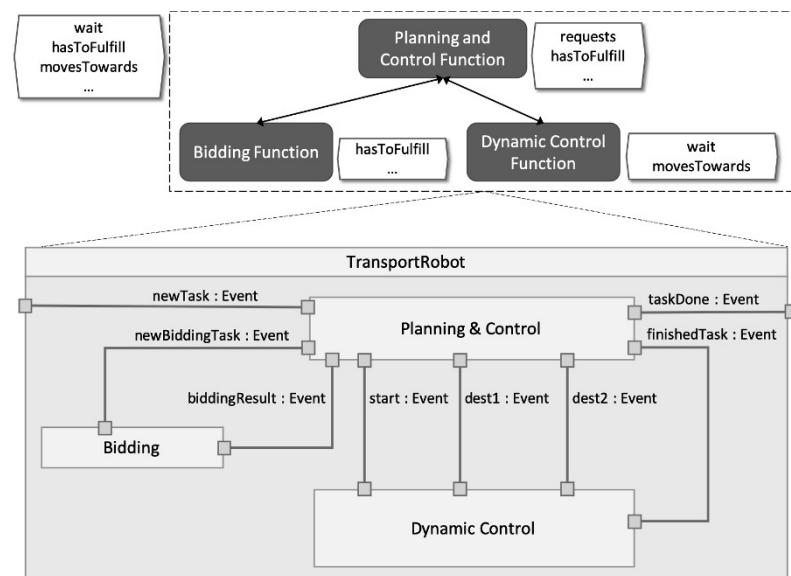 wait
hasToFulfill
movesTowards
...
Planning and
Control Function
requests
hasToFulfill
...
Bidding Function
hasToFulfill
...
Dynamic Control
Function
wait
movesTowards
TransportRobot
newTask : Event
taskDone : Event
Planning & Control
newBiddingTask : Event
finishedTask : Event
biddingResult : Event
start : Event
dest1 : Event
dest2 : Event
Bidding
Dynamic Control